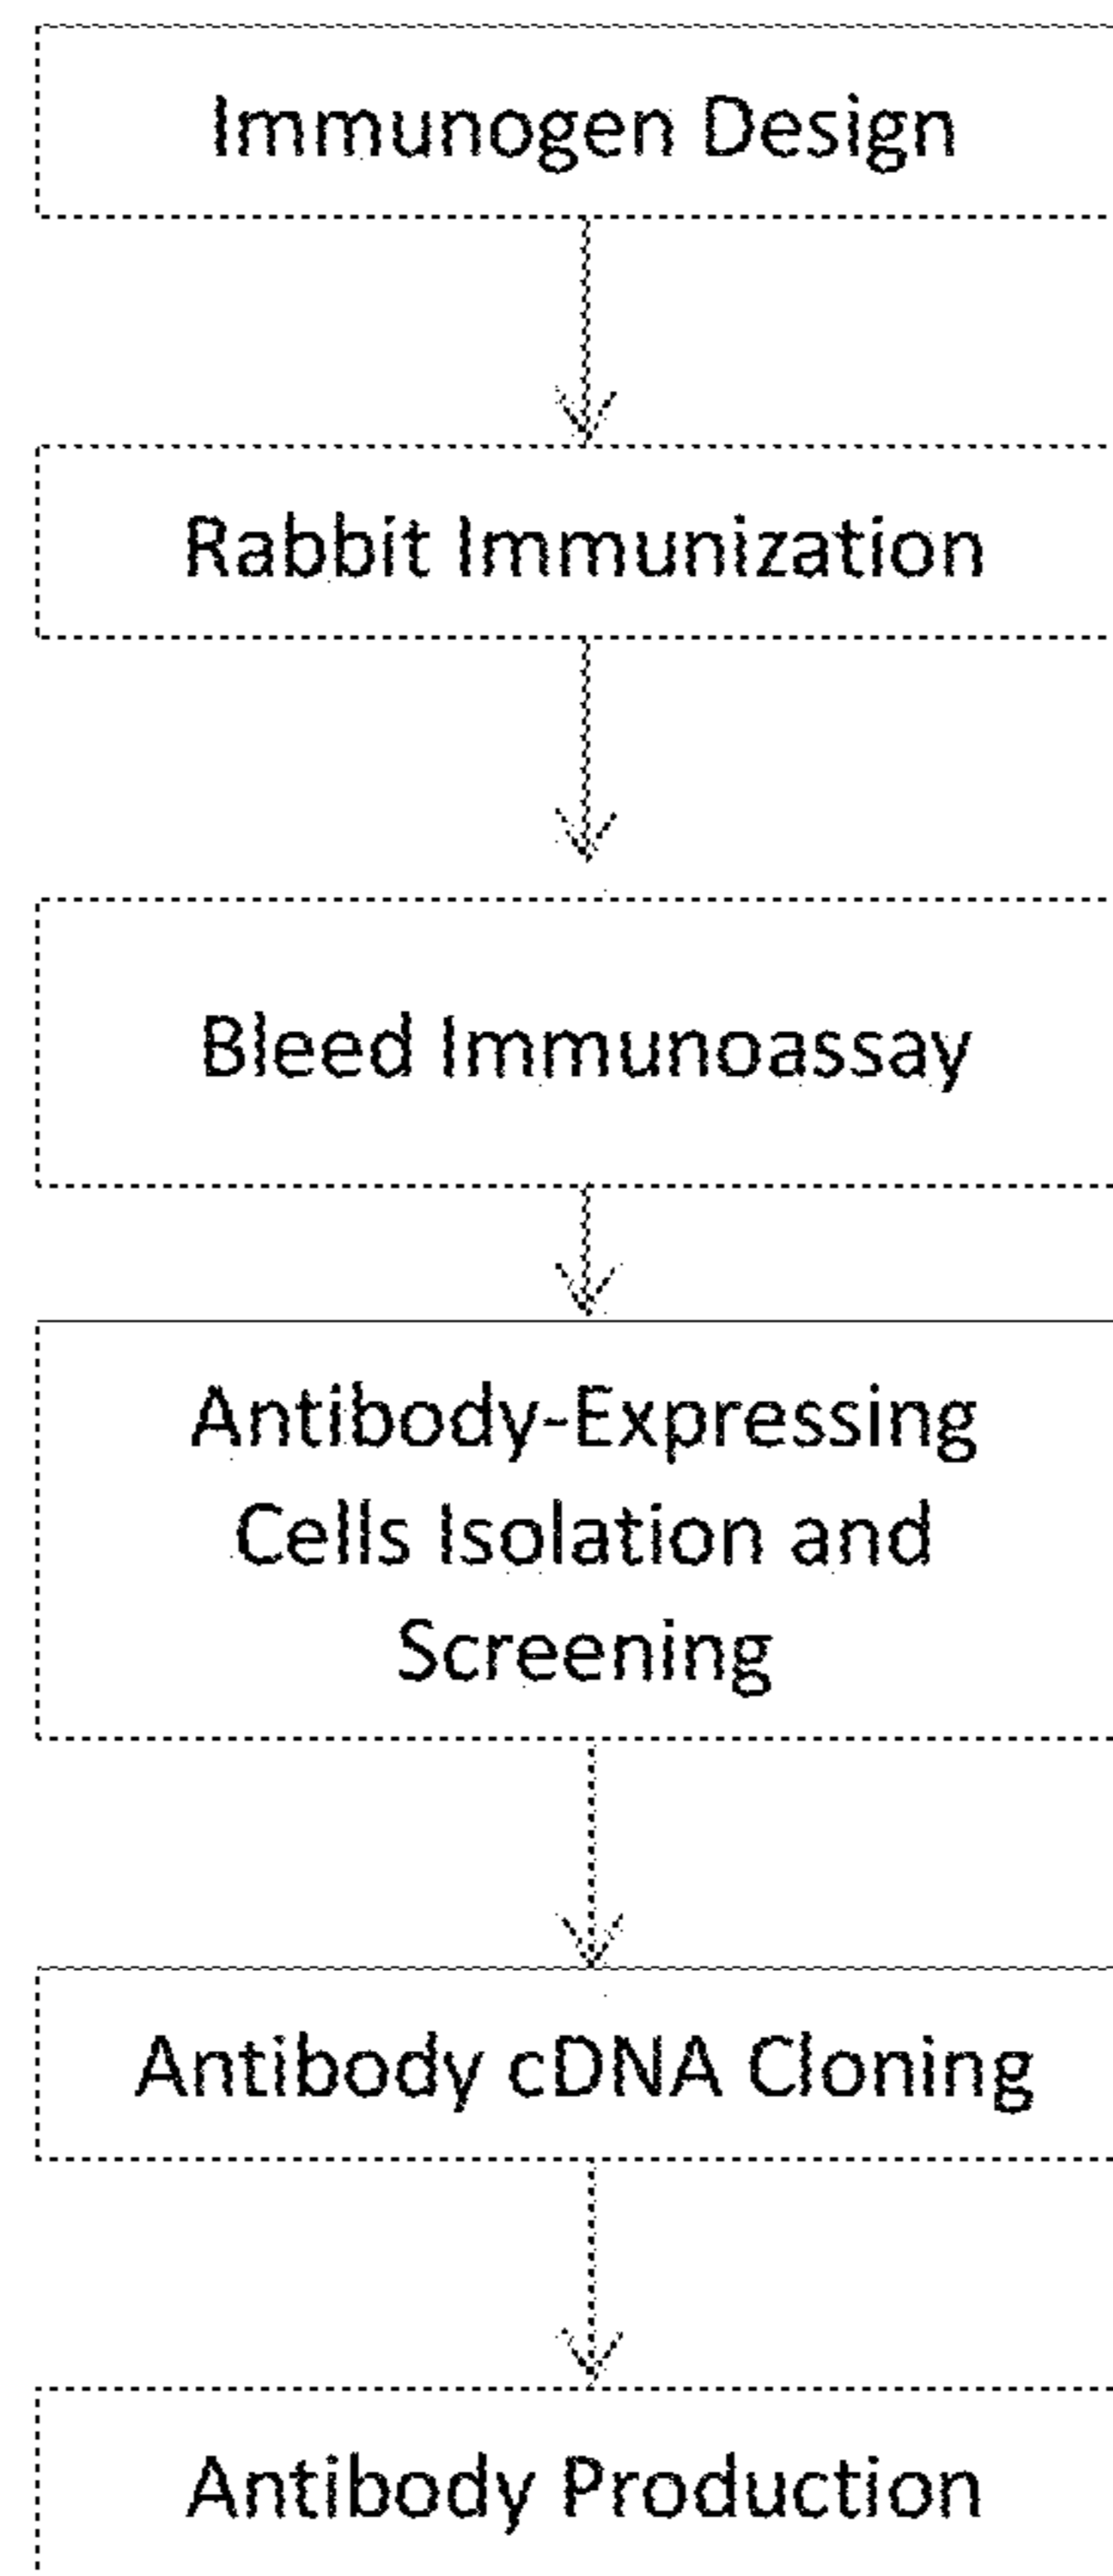 Immunogen Design
Rabbit Immunization
Bleed Immunoassay
Antibody-Expressing
Cells Isolation and
Screening
Antibody cDNA Cloning
Antibody Production